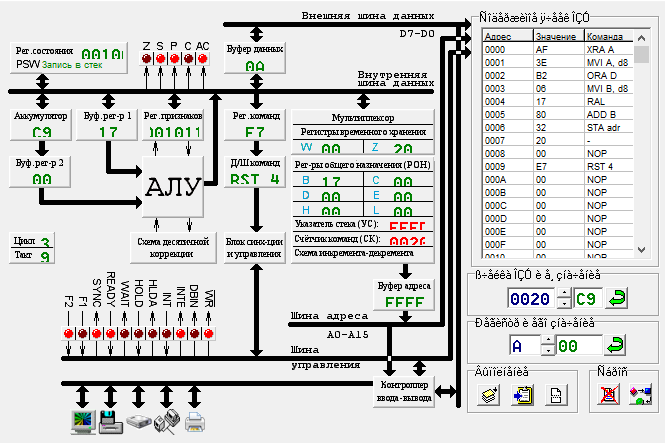 Внешняя шина данных
D7-D0
Рег.состояния
0010
PSW Запись в стек
Z S P C AC
Буфер данных
0A
Внутренняя
шина данных
Аккумулятор
C9
Буф.рег-р 1
17
Рег.признаков
Рег.команд
E7
Мультиплексор
Регистры временного хранения
W 00 Z 20
Буф.рег-р 2
00
АЛУ
ДШ команд
RST 4
Рег-ры общего назначения (РОН)
B 17 C 00
D 00 E 00
H 00 L 00
Указатель стека (УС): FFFF
Счётчик команд (СК): 0020
Схема инкремента-декремента
Цикл 3
Такт 9
Схема десятичной
коррекции
Блок синх-ции
и управления
Буфер адреса
FFFF
F2 F1 SYNC READY WAIT HOLD HLDA INT INTE DBIN WR
Шина адреса
A0-A15
Шина
управления
Контроллер
ввода-вывода
Ñîäåðæèìîå ÿ÷ååê ÎÇÓ
Адрес Значение Команда
0000 AF XRA A
0001 3E MVI A, d8
0002 B2 ORA D
0003 06 MVI B, d8
0004 17 RAL
0005 80 ADD B
0006 32 STA adr
0007 20 -
0008 00 NOP
0009 E7 RST 4
000A 00 NOP
000B 00 NOP
000C 00 NOP
000D 00 NOP
000E 00 NOP
000F 00 NOP
0010 00 NOP
ß÷åéêà ÎÇÓ è å¸ çíà÷åíèå
0020 C9
Ðåãèñòð è åãî çíà÷åíèå
A 00
Âûïîëíåíèå
Ñáðîñ